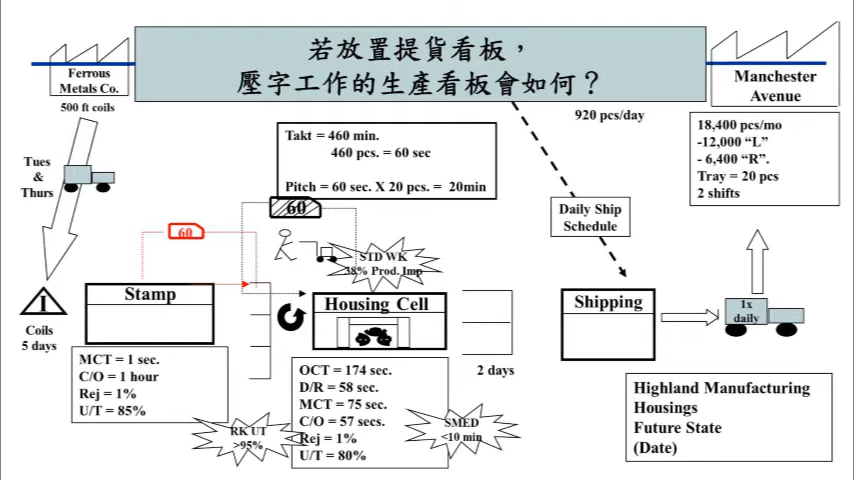 若放置提貨看板，
壓字工作的生產看板會如何？
Ferrous
Metals Co.
500 ft coils
Manchester
Avenue
920 pcs/day
18,400 pcs/mo
-12,000 “L”
- 6,400 “R”.
Tray = 20 pcs
2 shifts
Takt = 460 min.
460 pcs. = 60 sec
Pitch = 60 sec. X 20 pcs. = 20min
Tues
&
Thurs
60
60
STD WK
38% Prod. Imp
Daily Ship
Schedule
I
Coils
5 days
Stamp
MCT = 1 sec.
C/O = 1 hour
Rej = 1%
U/T = 85%
RK UT
>95%
Housing Cell
OCT = 174 sec.
D/R = 58 sec.
MCT = 75 sec.
C/O = 57 secs.
Rej = 1%
U/T = 80%
SMED
<10 min
2 days
Shipping
1x
daily
Highland Manufacturing
Housings
Future State
(Date)